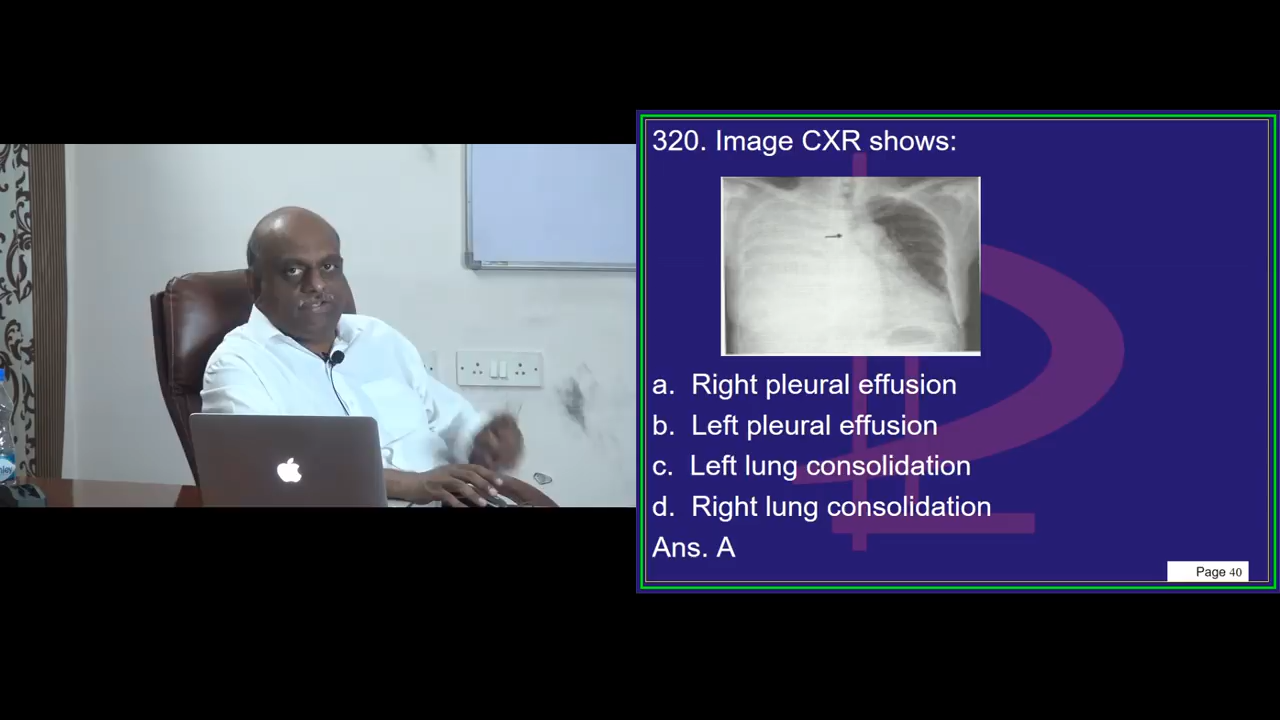 320. Image CXR shows:
a. Right pleural effusion
b. Left pleural effusion
c. Left lung consolidation
d. Right lung consolidation
Ans. A
Page 40